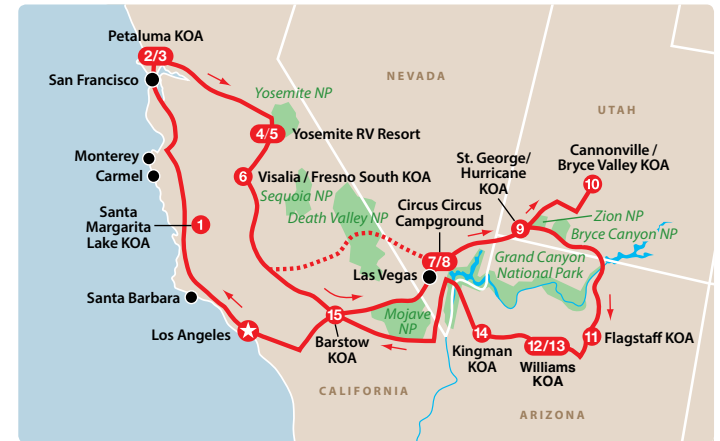 Petaluma KOA
2/3
San Francisco
NEVADA
Yosemite NP
UTAH
4/5
Yosemite RV Resort
Monterey
Carmel
6
Visalia / Fresno South KOA
St. George/
Hurricane
KOA
Cannonville /
Bryce Valley KOA
10
Sequoia NP
Death Valley NP
Circus Circus
Campground
Santa
Margarita
Lake KOA
1
9
Zion NP
Bryce Canyon NP
7/8
Las Vegas
Grand Canyon
National Park
Santa Barbara
Los Angeles
15
Barstow
KOA
Mojave
NP
14
Kingman
KOA
12/13
Williams
KOA
11
Flagstaff KOA
CALIFORNIA
ARIZONA